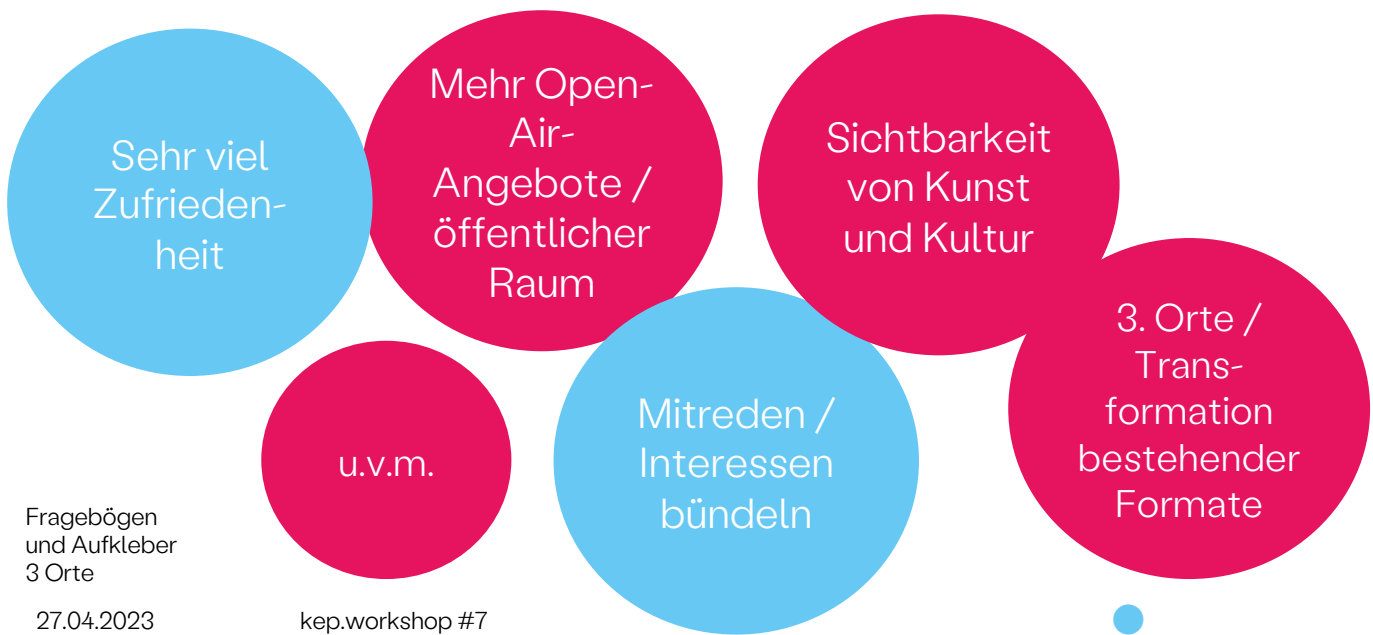 Sehr viel
Zufrieden-
heit
Mehr Open-
Air-
Angebote /
öffentlicher
Raum
Sichtbarkeit
von Kunst
und Kultur
3. Orte /
Trans-
formation
bestehender
Formate
u.v.m.
Mitreden /
Interessen
bündeln
Fragebögen
und Aufkleber
3 Orte
27.04.2023
kep.workshop #7